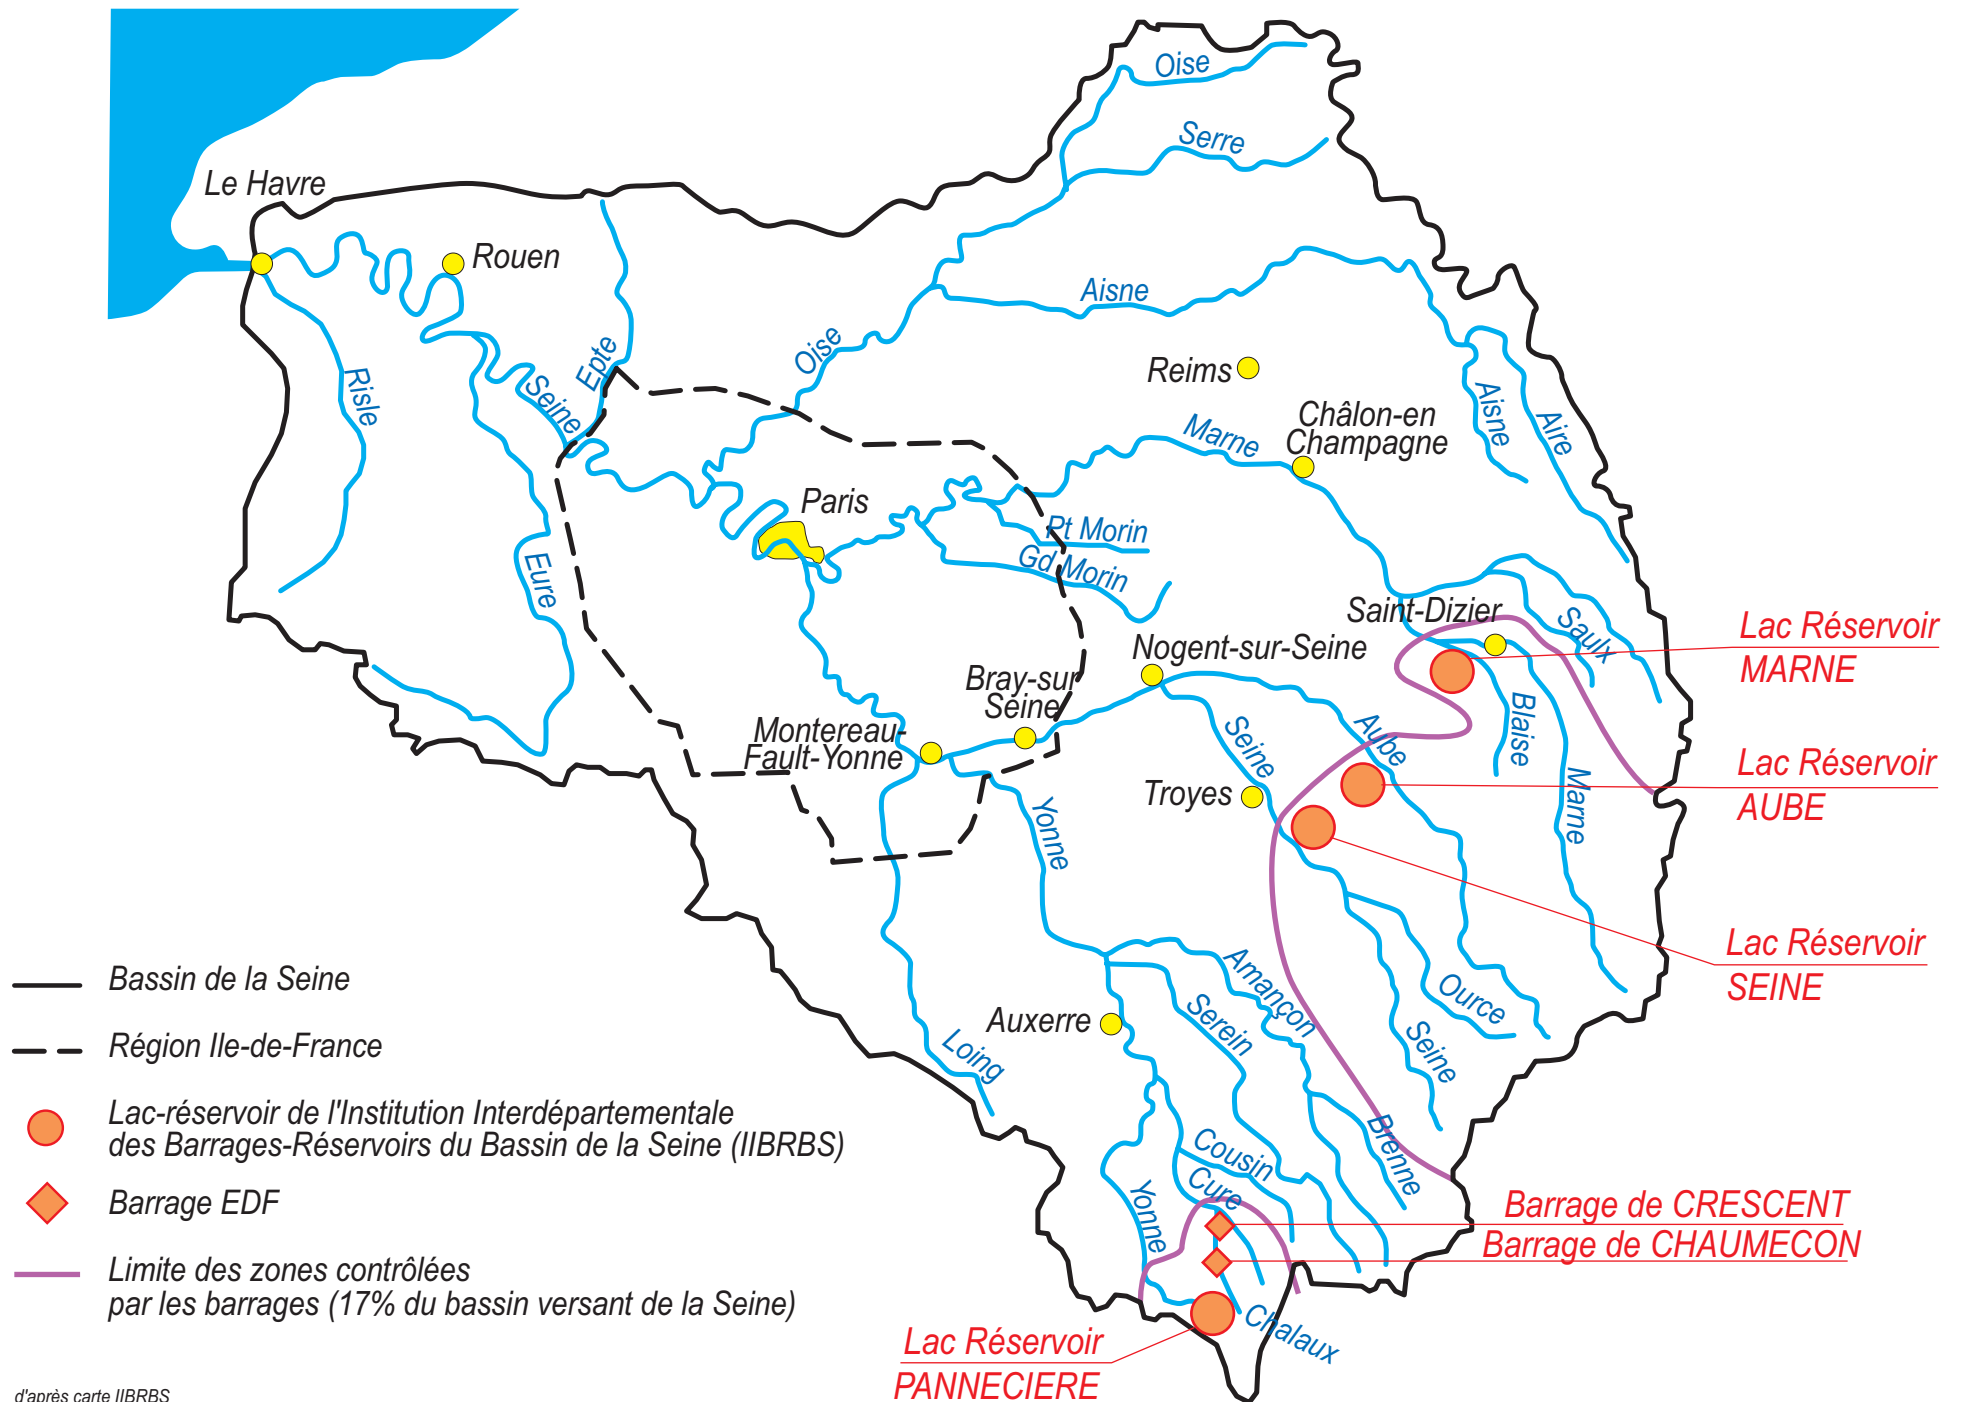 Oise
Serre
Le Havre
Rouen
Aisne
Oise
Epte
Seine
Risle
Reims
Aisne
Aire
Châlon-en
Champagne
Marne
Paris
Pt Morin
Gd Morin
Eure
Saint-Dizier
Saulx
Lac Réservoir
MARNE
Nogent-sur-Seine
Bray-sur
Seine
Montereau-
Fault-Yonne
Seine
Aube
Blaise
Marne
Lac Réservoir
AUBE
Troyes
Yonne
Lac Réservoir
SEINE
Amançon
Ource
Serein
Seine
Auxerre
Loing
Brenne
Cousin
Cure
Yonne
Barrage de CRESCENT
Barrage de CHAUMECON
Chalaux
Lac Réservoir
PANNECIERE
Bassin de la Seine
Région Ile-de-France
Lac-réservoir de l'Institution Interdépartementale
des Barrages-Réservoirs du Bassin de la Seine (IIBRBS)
Barrage EDF
Limite des zones contrôlées
par les barrages (17% du bassin versant de la Seine)
d'après carte IIBRBS